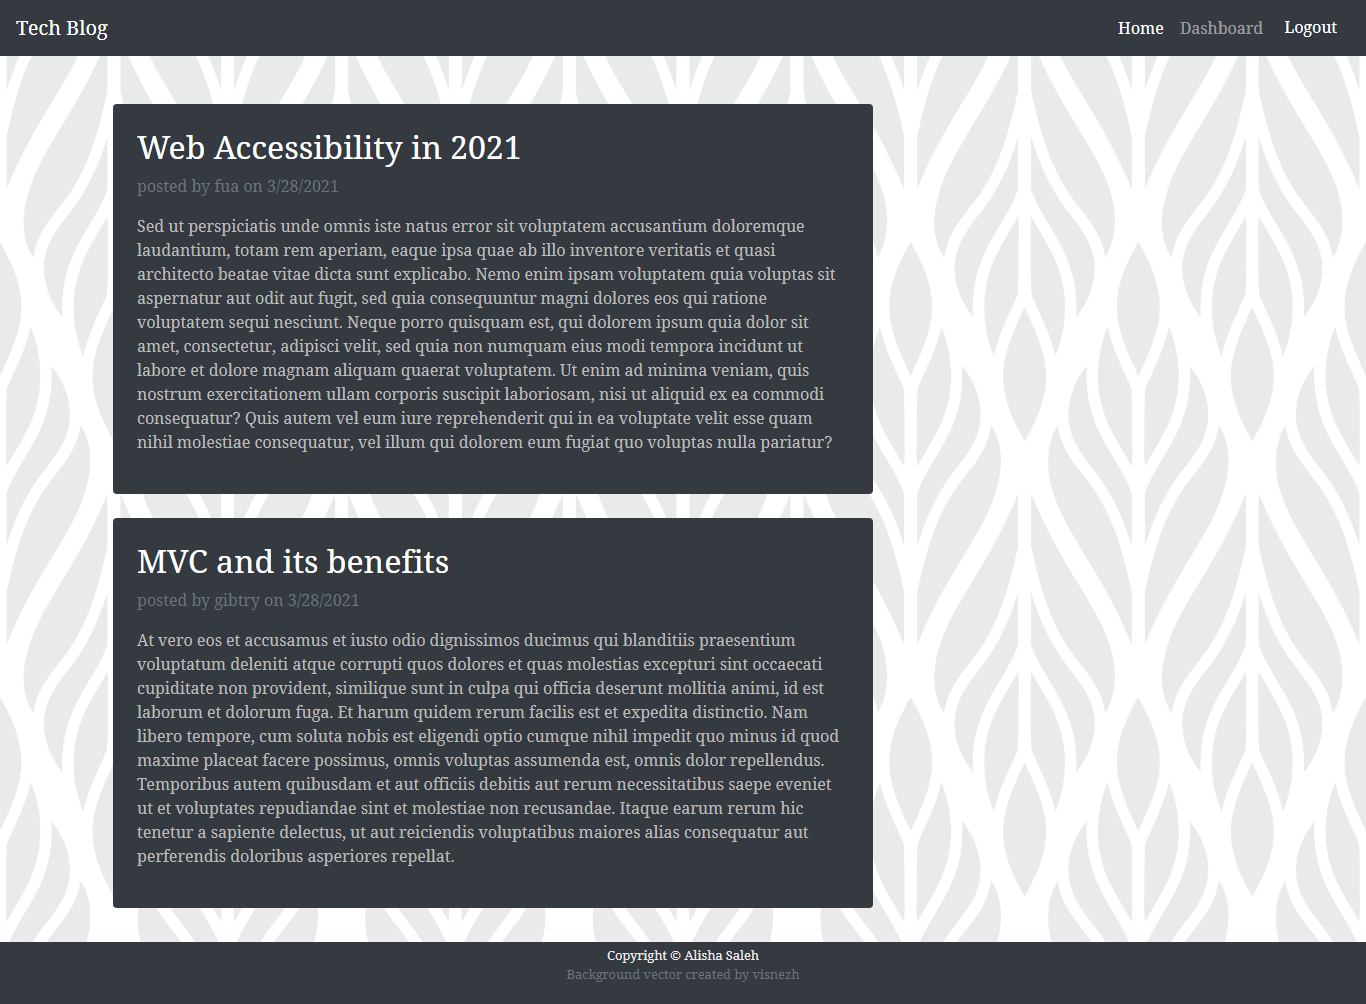 Tech Blog
Home Dashboard Logout
Web Accessibility in 2021
posted by fua on 3/28/2021
Sed ut perspiciatis unde omnis iste natus error sit voluptatem accusantium doloremque
laudantium, totam rem aperiam, eaque ipsa quae ab illo inventore veritatis et quasi
architecto beatae vitae dicta sunt explicabo. Nemo enim ipsam voluptatem quia voluptas sit
aspernatur aut odit aut fugit, sed quia consequuntur magni dolores eos qui ratione
voluptatem sequi nesciunt. Neque porro quisquam est, qui dolorem ipsum quia dolor sit
amet, consectetur, adipisci velit, sed quia non numquam eius modi tempora incidunt ut
labore et dolore magnam aliquam quaerat voluptatem. Ut enim ad minima veniam, quis
nostrum exercitationem ullam corporis suscipit laboriosam, nisi ut aliquid ex ea commodi
consequatur? Quis autem vel eum iure reprehenderit qui in ea voluptate velit esse quam
nihil molestiae consequatur, vel illum qui dolorem eum fugiat quo voluptas nulla pariatur?
MVC and its benefits
posted by gibtry on 3/28/2021
At vero eos et accusamus et iusto odio dignissimos ducimus qui blanditiis praesentium
voluptatum deleniti atque corrupti quos dolores et quas molestias excepturi sint occaecati
cupiditate non provident, similique sunt in culpa qui officia deserunt mollitia animi, id est
laborum et dolorum fuga. Et harum quidem rerum facilis est et expedita distinctio. Nam
libero tempore, cum soluta nobis est eligendi optio cumque nihil impedit quo minus id quod
maxime placeat facere possimus, omnis voluptas assumenda est, omnis dolor repellendus.
Temporibus autem quibusdam et aut officiis debitis aut rerum necessitatibus saepe eveniet
ut et voluptates repudiandae sint et molestiae non recusandae. Itaque earum rerum hic
tenetur a sapiente delectus, ut aut reiciendis voluptatibus maiores alias consequatur aut
perferendis doloribus asperiores repellat.
Copyright © Alisha Saleh
Background vector created by visnezh